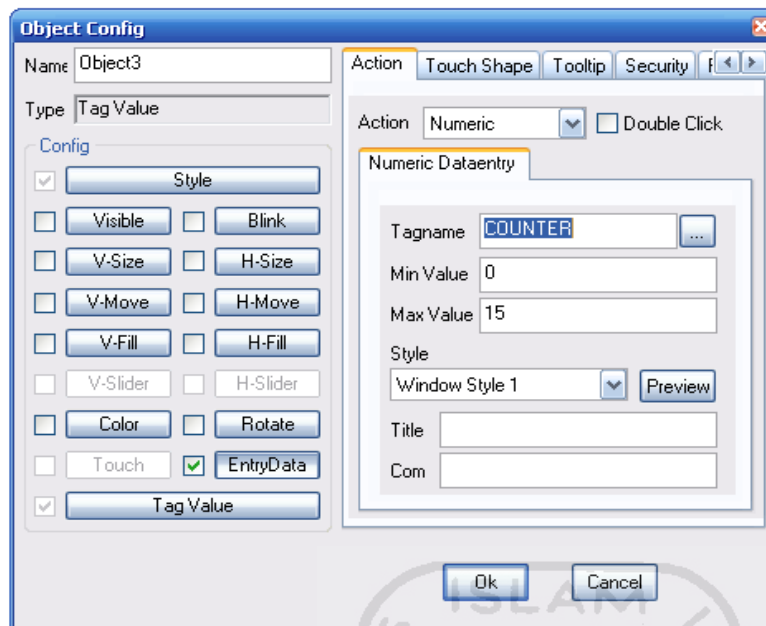 Object Config
Name Object3
Type Tag Value
Config
Style
Visible Blink
V-Size H-Size
V-Move H-Move
V-Fill H-Fill
V-Slider H-Slider
Color Rotate
Touch EntryData
Tag Value
Action Touch Shape Tooltip Security
Action Numeric Double Click
Numeric Dataentry
Tagname COUNTER ...
Min Value 0
Max Value 15
Style
Window Style 1 Preview
Title
Com
Ok Cancel
ISLAM